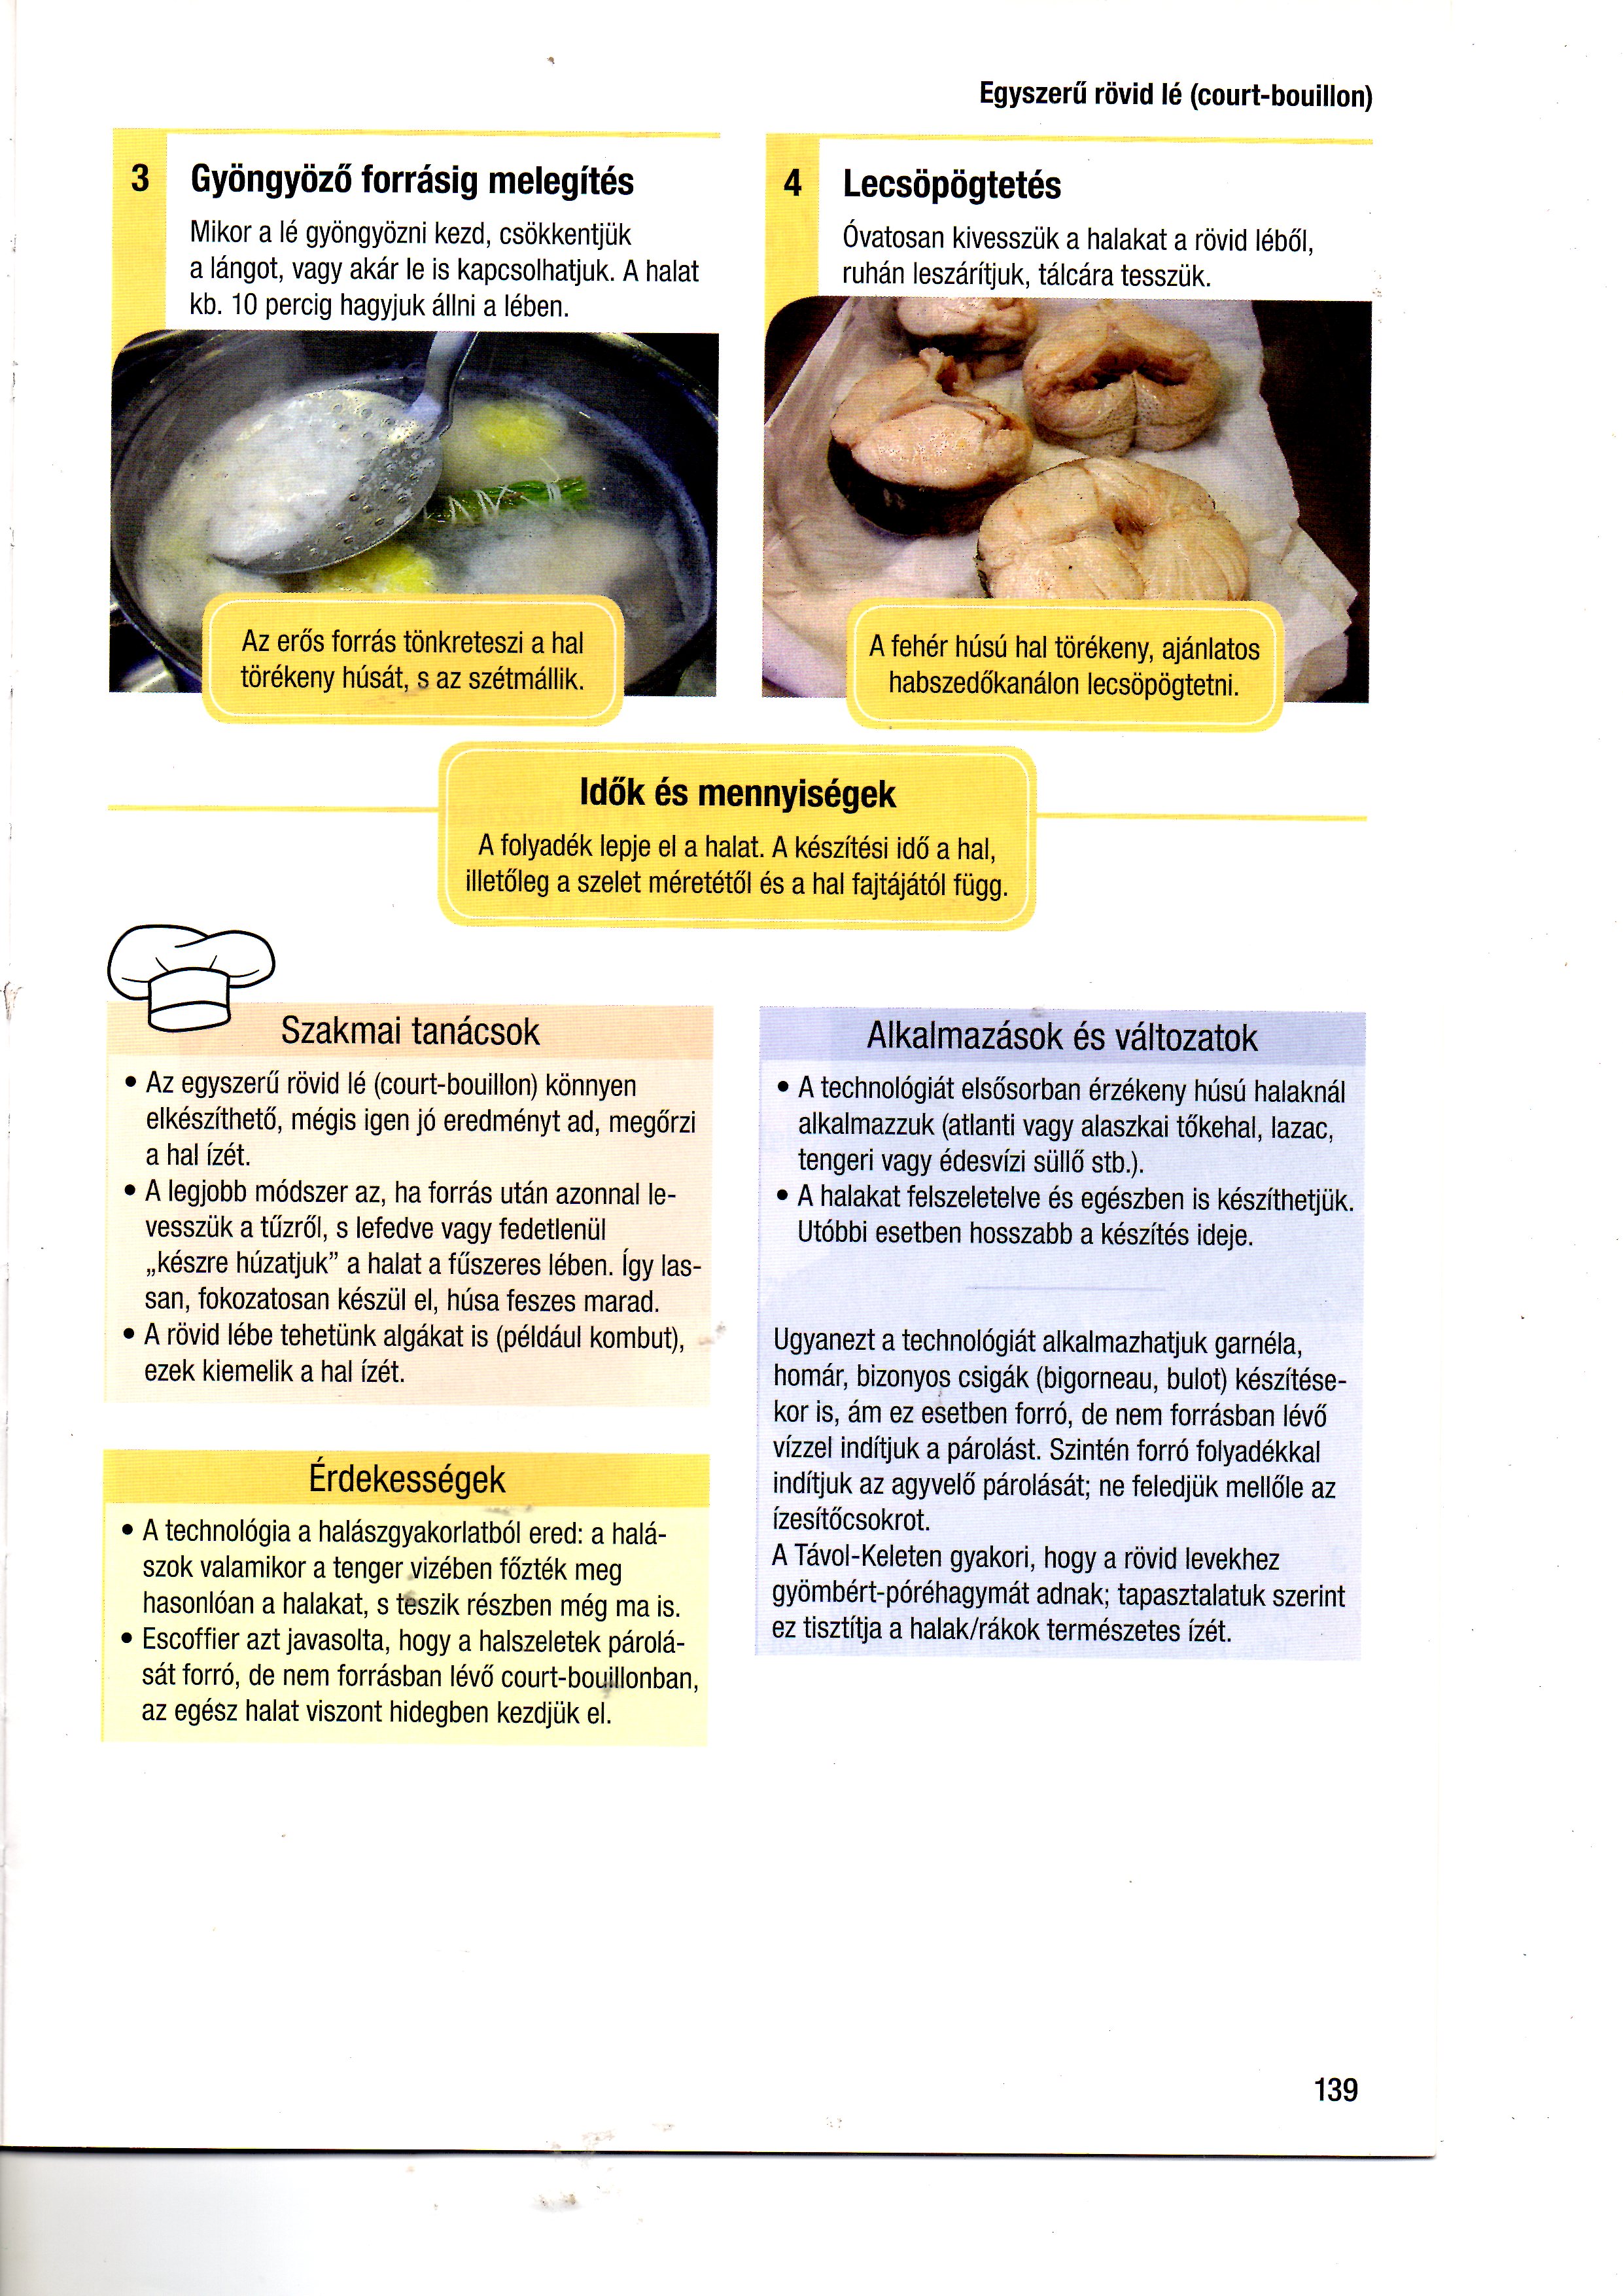 Egyszerű rövid lé (court-bouillon)
3 Gyöngyöző forrásig melegítés
Mikor a lé gyöngyözni kezd, csökkentjük
a lángot, vagy akár le is kapcsolhatjuk. A halat
kb. 10 percig hagyjuk állni a lében.
Az erős forrás tönkreteszi a hal
törékeny húsát, s az szétmállik.
4 Lecsöpögtetés
Óvatosan kivesszük a halakat a rövid léből,
ruhán leszárítjuk, tálcára tesszük.
A fehér húsú hal törékeny, ajánlatos
habszedőkanálon lecsöpögtetni.
Idők és mennyiségek
A folyadék lepje el a halat. A készítési idő a hal,
illetőleg a szelet méretétől és a hal fajtájától függ.
Szakmai tanácsok
• Az egyszerű rövid lé (court-bouillon) könnyen
elkészíthető, mégis igen jó eredményt ad, megőrzi
a hal ízét.
• A legjobb módszer az, ha forrás után azonnal le-
vesszük a tűzről, s lefedve vagy fedetlenül
„készre húzatjuk” a halat a fűszeres lében. Így las-
san, fokozatosan készül el, húsa feszes marad.
• A rövid lébe tehetünk algákat is (például kombut),
ezek kiemelik a hal ízét.
Érdekességek
• A technológia a halászgyakorlatból ered: a halá-
szok valamikor a tenger vizében főzték meg
hasonlóan a halakat, s teszik részben még ma is.
• Escoffier azt javasolta, hogy a halszeletek párolá-
sát forró, de nem forrásban lévő court-bouillonban,
az egész halat viszont hidegben kezdjük el.
Alkalmazások és változatok
• A technológiát elsősorban érzékeny húsú halaknál
alkalmazzuk (atlanti vagy alaszkai tőkehal, lazac,
tengeri vagy édesvízi süllő stb.).
• A halakat felszeletelve és egészben is készíthetjük.
Utóbbi esetben hosszabb a készítés ideje.
Ugyanezt a technológiát alkalmazhatjuk garnéla,
homár, bizonyos csigák (bigorneau, bulot) készítése-
kor is, ám ez esetben forró, de nem forrásban lévő
vízzel indítjuk a párolást. Szintén forró folyadékkal
indítjuk az agyvelő párolását; ne feledjük mellőle az
ízesítőcsokrot.
A Távol-Keleten gyakori, hogy a rövid levekhez
gyömbért-póréhagymát adnak; tapasztalatuk szerint
ez tisztítja a halak/rákok természetes ízét.
139